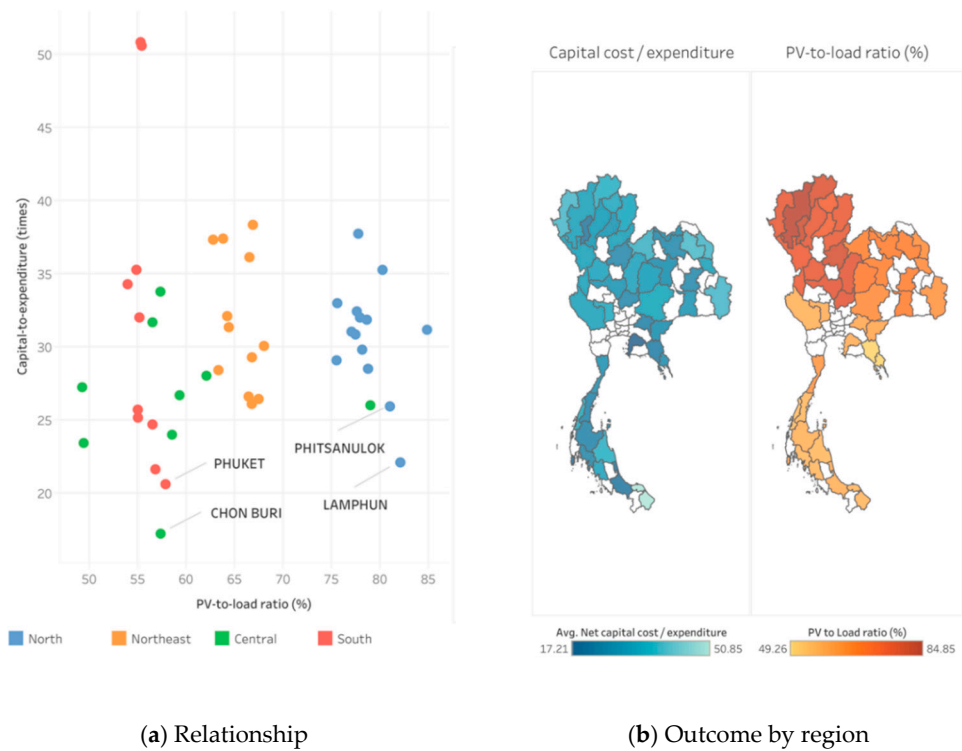 Capital-to-expenditure (times)
50
45
40
35
30
25
20
PHITSANULOK
PHUKET
LAMPHUN
CHON BURI
50 55 60 65 70 75 80 85
PV-to-load ratio (%)
North Northeast Central South
Capital cost / expenditure PV-to-load ratio (%)
Avg. Net capital cost / expenditure PV to Load ratio (%)
17.21 50.85 49.26 84.85
(a) Relationship (b) Outcome by region